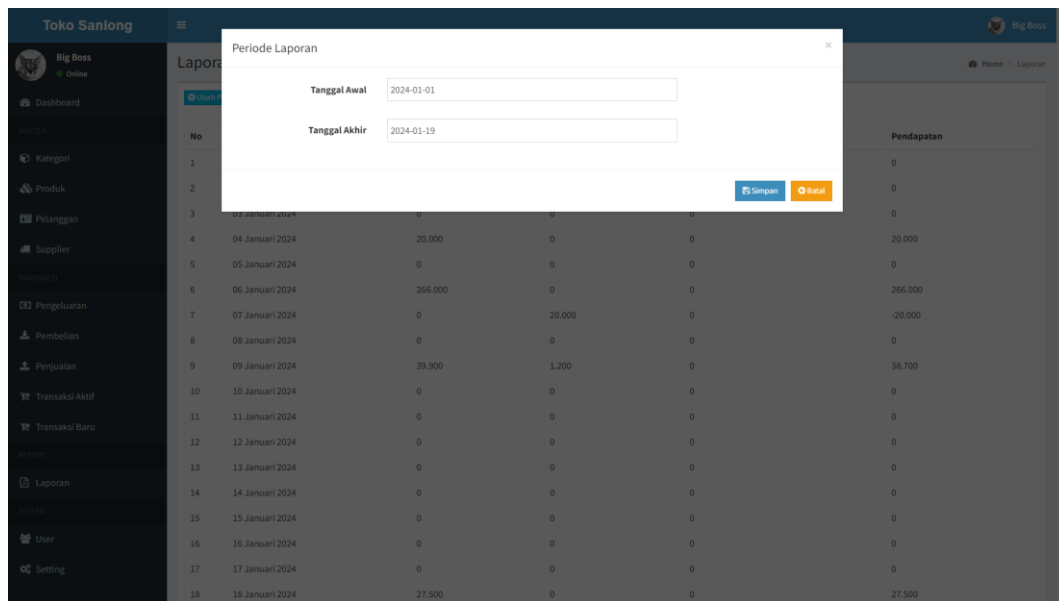 Toko Sanlong
Big Boss
Big Boss
Online
Dashboard
MASTER
Kategori
Produk
Pelanggan
Supplier
TRANSAKSI
Pengeluaran
Pembelian
Penjualan
Transaksi Aktif
Transaksi Baru
REPORT
Laporan
SYSTEM
User
Setting
Lapora
Home > Laporan
Ubah P
Periode Laporan ×
Tanggal Awal 2024-01-01
Tanggal Akhir 2024-01-19
Simpan Batal
No Pendapatan
1 0
2 0
3 03 Januari 2024 0 0 0 0
4 04 Januari 2024 20.000 0 0 20.000
5 05 Januari 2024 0 0 0 0
6 06 Januari 2024 266.000 0 0 266.000
7 07 Januari 2024 0 20.000 0 -20.000
8 08 Januari 2024 0 0 0 0
9 09 Januari 2024 39.900 1.200 0 38.700
10 10 Januari 2024 0 0 0 0
11 11 Januari 2024 0 0 0 0
12 12 Januari 2024 0 0 0 0
13 13 Januari 2024 0 0 0 0
14 14 Januari 2024 0 0 0 0
15 15 Januari 2024 0 0 0 0
16 16 Januari 2024 0 0 0 0
17 17 Januari 2024 0 0 0 0
18 18 Januari 2024 27.500 0 0 27.500